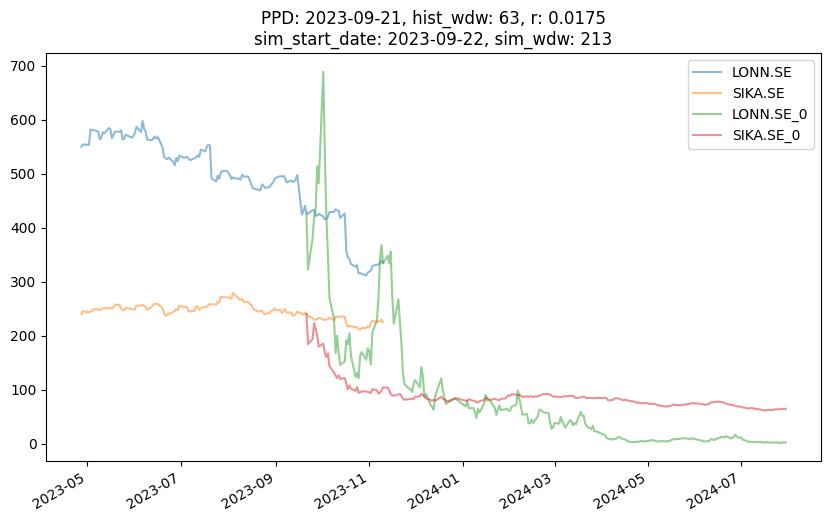 PPD: 2023-09-21, hist_wdw: 63, r: 0.0175
sim_start_date: 2023-09-22, sim_wdw: 213
LONN.SE
SIKA.SE
LONN.SE_0
SIKA.SE_0
700
600
500
400
300
200
100
0
2023-05
2023-07
2023-09
2023-11
2024-01
2024-03
2024-05
2024-07